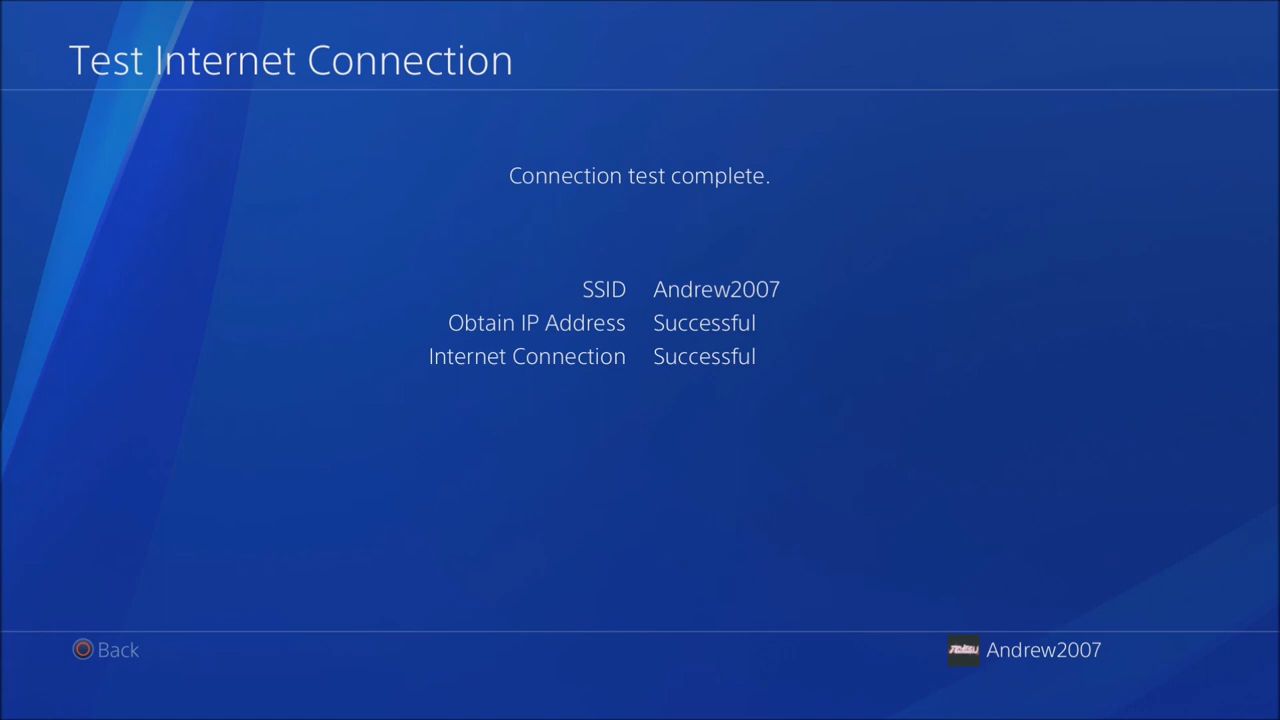 Test Internet Connection
Connection test complete.
SSID Andrew2007
Obtain IP Address Successful
Internet Connection Successful
Back
Andrew2007